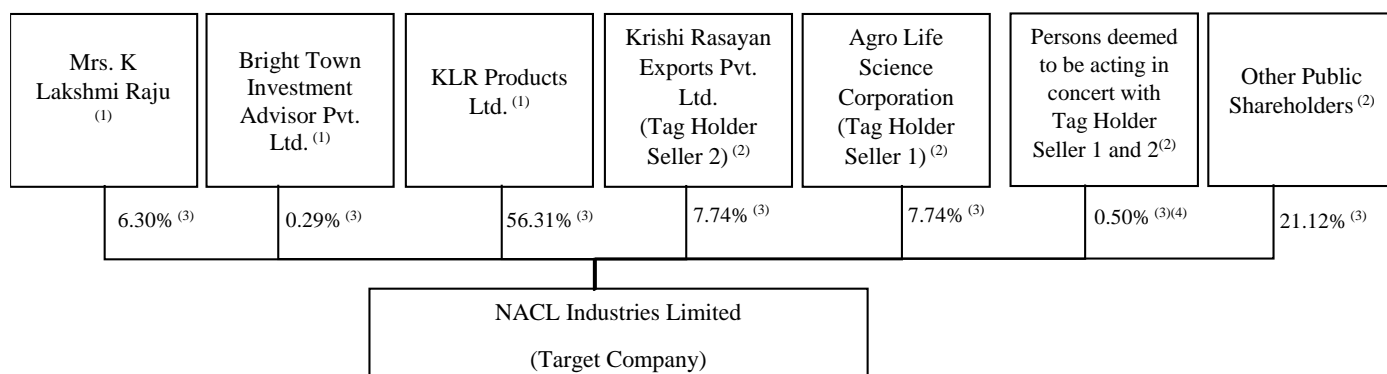 Mrs. K
Lakshmi Raju
(1)
Bright Town
Investment
Advisor Pvt.
Ltd. (1)
KLR Products
Ltd. (1)
Krishi Rasayan
Exports Pvt.
Ltd.
(Tag Holder
Seller 2) (2)
Agro Life
Science
Corporation
(Tag Holder
Seller 1) (2)
Persons deemed
to be acting in
concert with
Tag Holder
Seller 1 and 2(2)
Other Public
Shareholders (2)
6.30% (3)
0.29% (3)
56.31% (3)
7.74% (3)
7.74% (3)
0.50% (3)(4)
21.12% (3)
NACL Industries Limited
(Target Company)